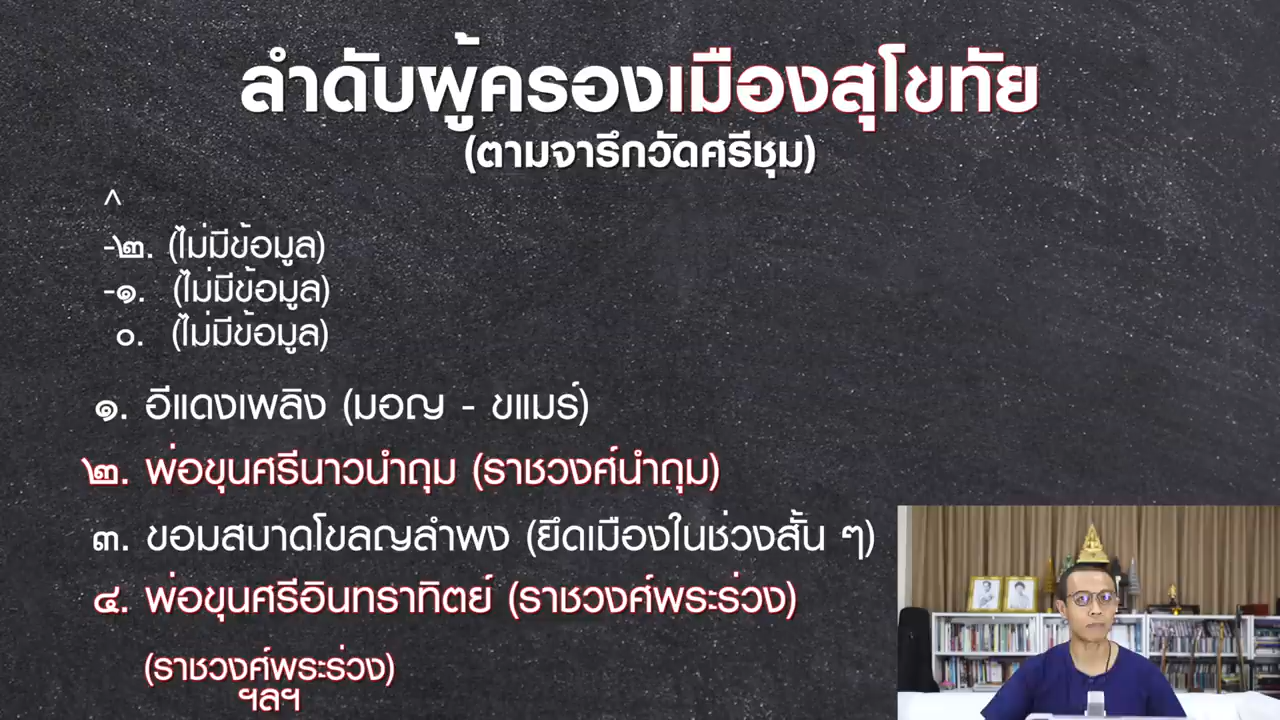 ลำดับผู้ครองเมืองสุโขทัย
(ตามจารึกวัดศรีชุม)
^
-๒. (ไม่มีข้อมูล)
-๑. (ไม่มีข้อมูล)
๐. (ไม่มีข้อมูล)
๑. อีแดงเพลิง (มอญ - ขแมร์)
๒. พ่อขุนศรีนาวนำถุม (ราชวงศ์นำถุม)
๓. ขอมสบาดโขลญลำพง (ยึดเมืองในช่วงสั้น ๆ)
๔. พ่อขุนศรีอินทราทิตย์ (ราชวงศ์พระร่วง)
(ราชวงศ์พระร่วง)
ฯลฯ